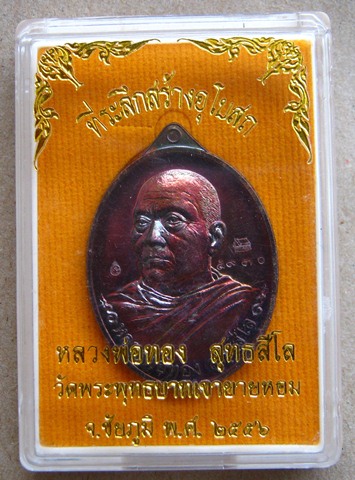 ที่ระลึกสร้างอุโบสถ
๕๙๓๐
หลวงพ่อทอง สุทธสีโล
วัดพระพุทธบาทเขายายหอม
จ.ชัยภูมิ พ.ศ. ๒๕๕๖